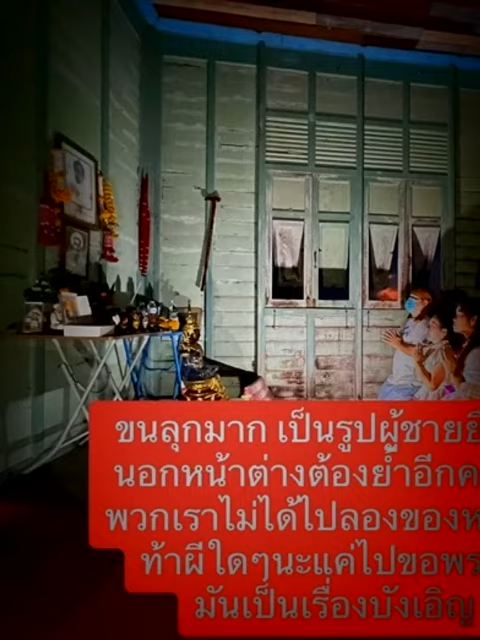 ขนลุกมาก เป็นรูปผู้ชายยื
นอกหน้าต่างต้องย้ำอีกค
พวกเราไม่ได้ไปลองของห
ท้าผีใดๆนะแค่ไปขอพร
มันเป็นเรื่องบังเอิญ